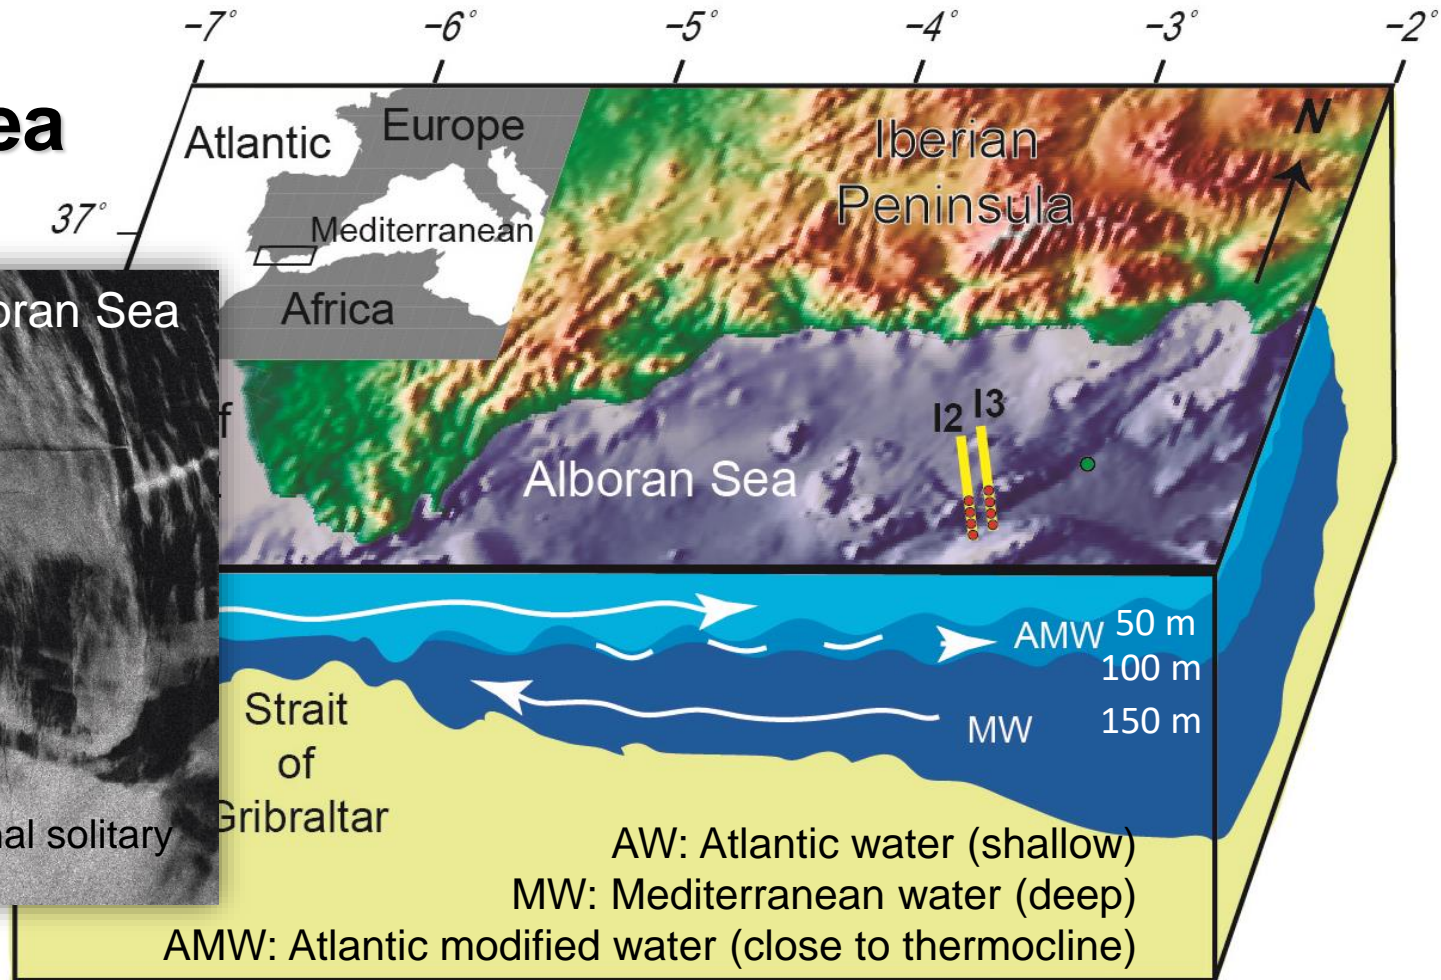 -7° -6° -5° -4° -3° -2°
ea
37°
Atlantic
Europe
Mediterranean
Africa
Iberian
Peninsula
N
oran Sea
f
I2 I3
Alboran Sea
AMW
50 m
100 m
MW
150 m
Strait
of
Gribraltar
nal solitary
AW: Atlantic water (shallow)
MW: Mediterranean water (deep)
AMW: Atlantic modified water (close to thermocline)